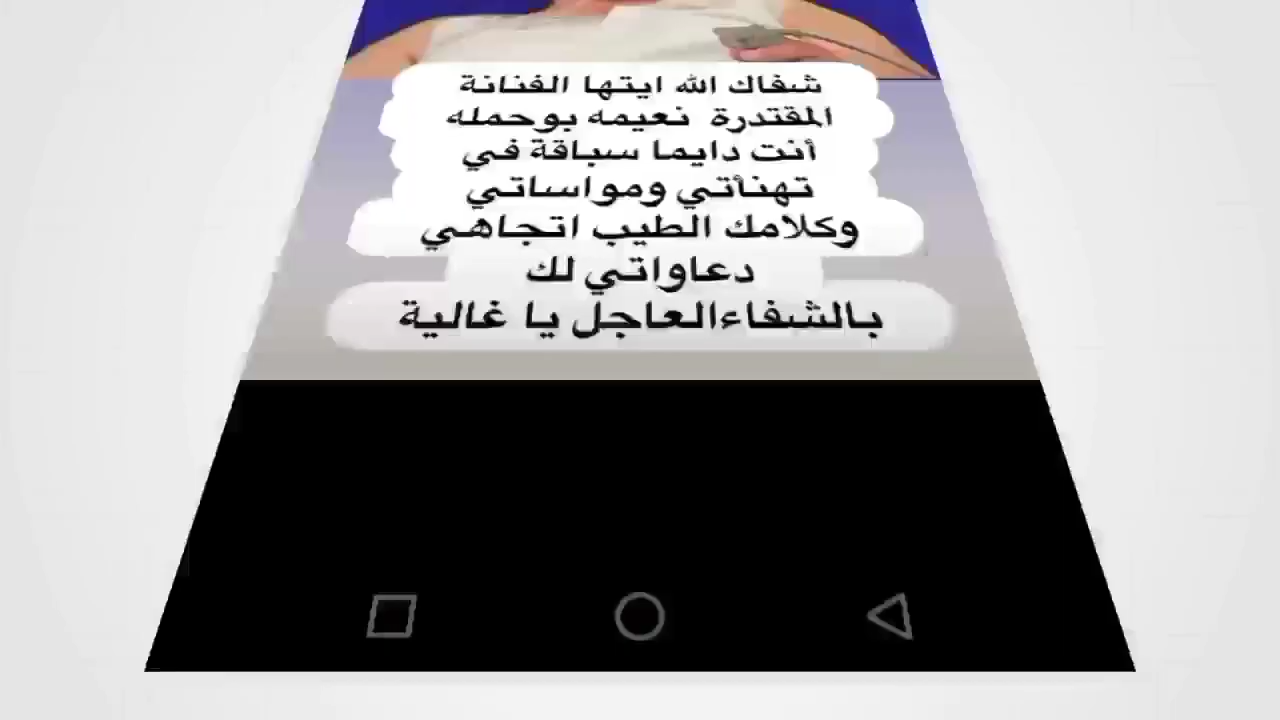 شفاك الله ايتها الفنانة
المقتدرة نعيمه بوحمله
أنت دايما سباقة في
تهنأتي ومواساتي
وكلامك الطيب اتجاهي
دعاواتي لك
بالشفاءالعاجل يا غالية